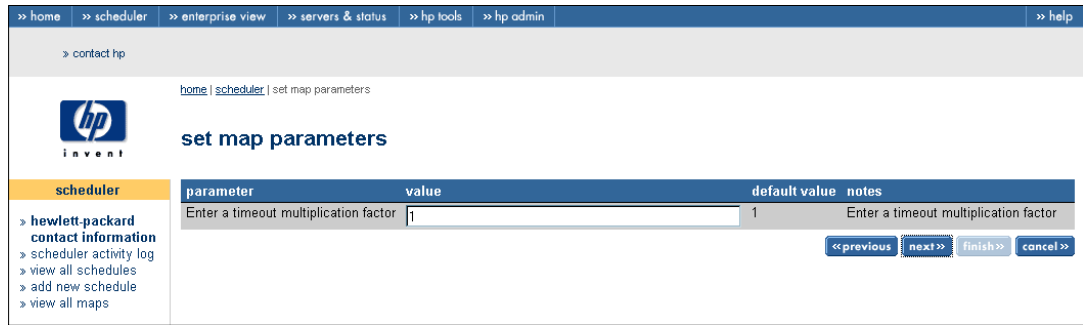 » home » scheduler » enterprise view » servers & status » hp tools » hp admin » help
» contact hp
home | scheduler | set map parameters
hp
invent
set map parameters
scheduler
» hewlett-packard
contact information
» scheduler activity log
» view all schedules
» add new schedule
» view all maps
parameter value default value notes
Enter a timeout multiplication factor 1 1 Enter a timeout multiplication factor
«previous next» finish» cancel»